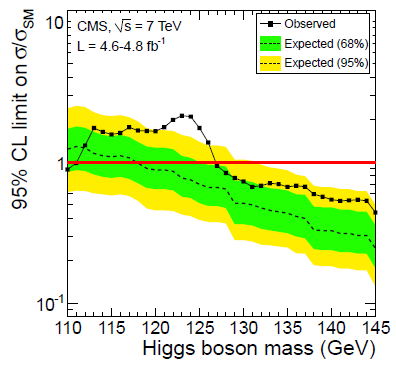 CMS, √s = 7 TeV
L = 4.6-4.8 fb⁻¹
Observed
Expected (68%)
Expected (95%)
95% CL limit on σ/σSM
1
10⁻¹
110 115 120 125 130 135 140 145
Higgs boson mass (GeV)